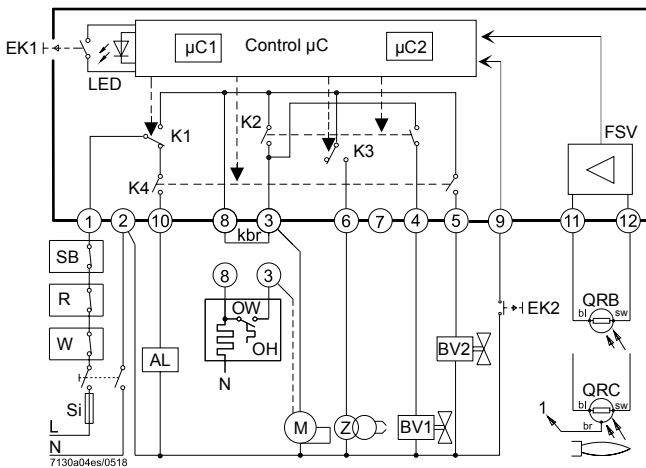 EK1
LED
µC1
Control µC
µC2
FSV
K1
K2
K3
K4
1
2
10
8
kbr
3
6
7
4
5
9
11
12
SB
R
W
Si
L
N
AL
8
3
OW
OH
N
M
Z
BV1
BV2
EK2
QRB
bl
sw
QRC
bl
sw
br
1
7130a04es/0518